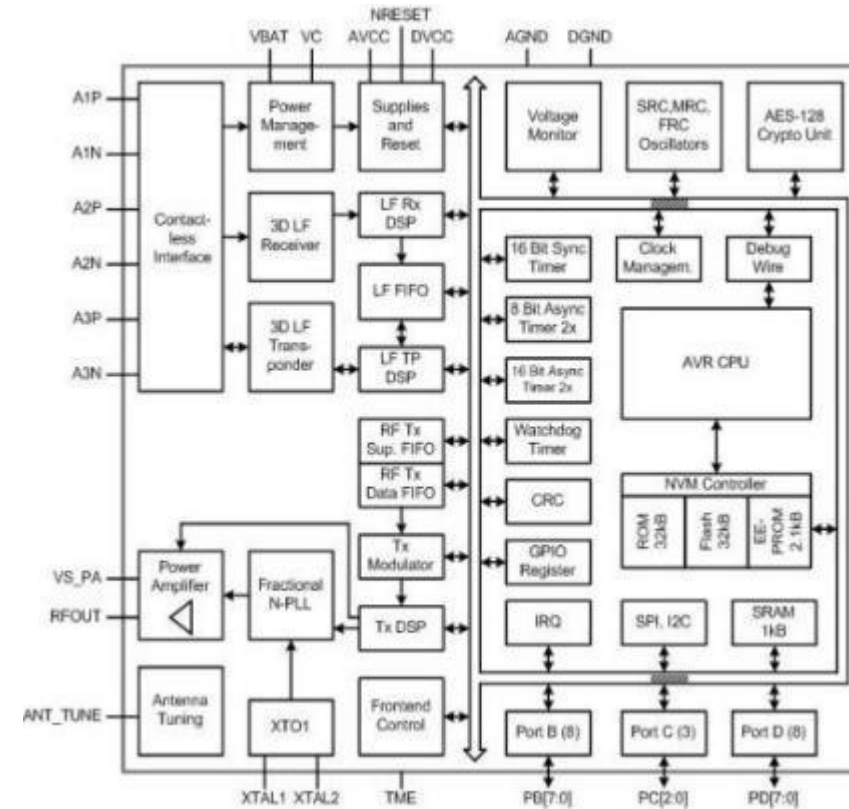 NRESET
VBAT VC AVCC DVCC AGND DGND
A1P
A1N
A2P
A2N
A3P
A3N
Contact-
less
Interface
Power
Manage-
ment
Supplies
and
Reset
Voltage
Monitor
SRC,MRC,
FRC
Oscillators
AES-128
Crypto Unit
3D LF
Receiver
LF Rx
DSP
LF FIFO
3D LF
Trans-
ponder
LF TP
DSP
16 Bit Sync
Timer
Clock
Managem.
Debug
Wire
8 Bit Async
Timer 2x
16 Bit Async
Timer 2x
AVR CPU
RF Tx
Sup. FIFO
RF Tx
Data FIFO
Watchdog
Timer
CRC
NVM Controller
ROM
32kB
Flash
32kB
EE-
PROM
2.1kB
Tx
Modulator
GPIO
Register
VS_PA
RFOUT
Power
Amplifier
Fractional
N-PLL
Tx DSP
IRQ
SPI, I2C
SRAM
1kB
ANT_TUNE
Antenna
Tuning
XTO1
Frontend
Control
Port B (8)
Port C (3)
Port D (8)
XTAL1 XTAL2 TME PB[7:0] PC[2:0] PD[7:0]